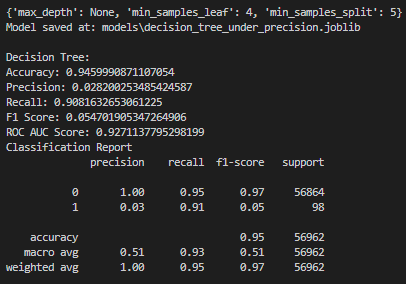 {'max_depth': None, 'min_samples_leaf': 4, 'min_samples_split': 5}
Model saved at: models\decision_tree_under_precision.joblib

Decision Tree:
Accuracy: 0.9459990871107054
Precision: 0.028200253485424587
Recall: 0.9081632653061225
F1 Score: 0.054701905347264906
ROC AUC Score: 0.9271137795298199
Classification Report
              precision    recall  f1-score   support

           0       1.00      0.95      0.97     56864
           1       0.03      0.91      0.05        98

    accuracy                           0.95     56962
   macro avg       0.51      0.93      0.51     56962
weighted avg       1.00      0.95      0.97     56962